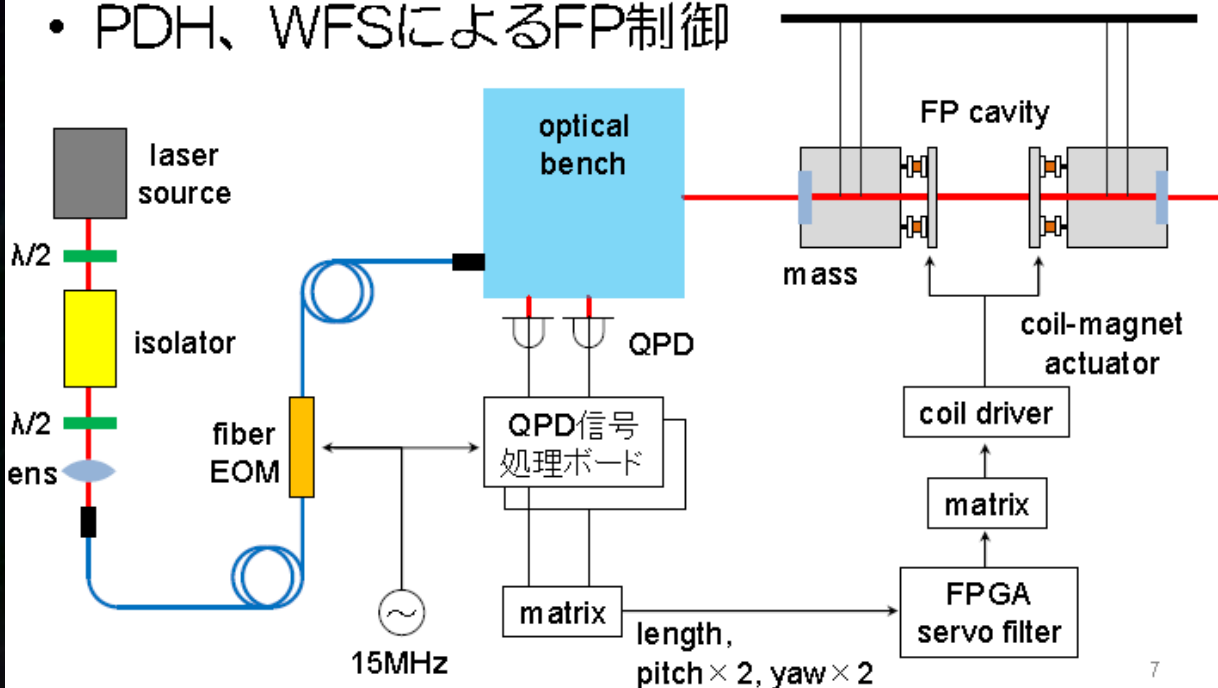 • PDH、WFSによるFP制御
laser
source
λ/2
isolator
λ/2
ens
fiber
EOM
15MHz
optical
bench
QPD
QPD信号
処理ボード
matrix
length,
pitch×2, yaw×2
FP cavity
mass
coil-magnet
actuator
coil driver
matrix
FPGA
servo filter
7